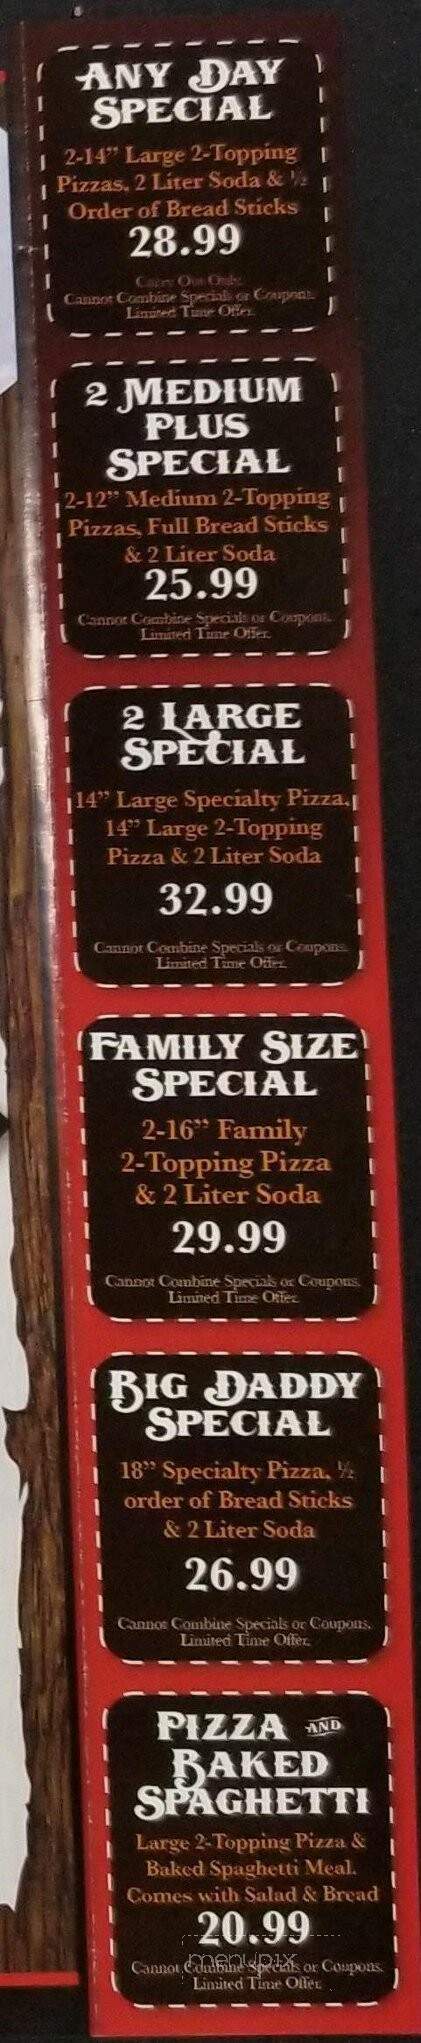 ANY DAY
SPECIAL
2-14” Large 2-Topping
Pizzas, 2 Liter Soda & ½
Order of Bread Sticks
28.99
Carry Out Only.
Cannot Combine Specials or Coupons.
Limited Time Offer.
2 MEDIUM
PLUS
SPECIAL
2-12” Medium 2-Topping
Pizzas, Full Bread Sticks
& 2 Liter Soda
25.99
Cannot Combine Specials or Coupons.
Limited Time Offer.
2 LARGE
SPECIAL
14” Large Specialty Pizza,
14” Large 2-Topping
Pizza & 2 Liter Soda
32.99
Cannot Combine Specials or Coupons.
Limited Time Offer.
FAMILY SIZE
SPECIAL
2-16” Family
2-Topping Pizza
& 2 Liter Soda
29.99
Cannot Combine Specials or Coupons.
Limited Time Offer.
BIG DADDY
SPECIAL
18” Specialty Pizza, ½
order of Bread Sticks
& 2 Liter Soda
26.99
Cannot Combine Specials or Coupons.
Limited Time Offer.
PIZZA AND
BAKED
SPAGHETTI
Large 2-Topping Pizza &
Baked Spaghetti Meal.
Comes with Salad & Bread
20.99
menupix
Cannot Combine Specials or Coupons.
Limited Time Offer.